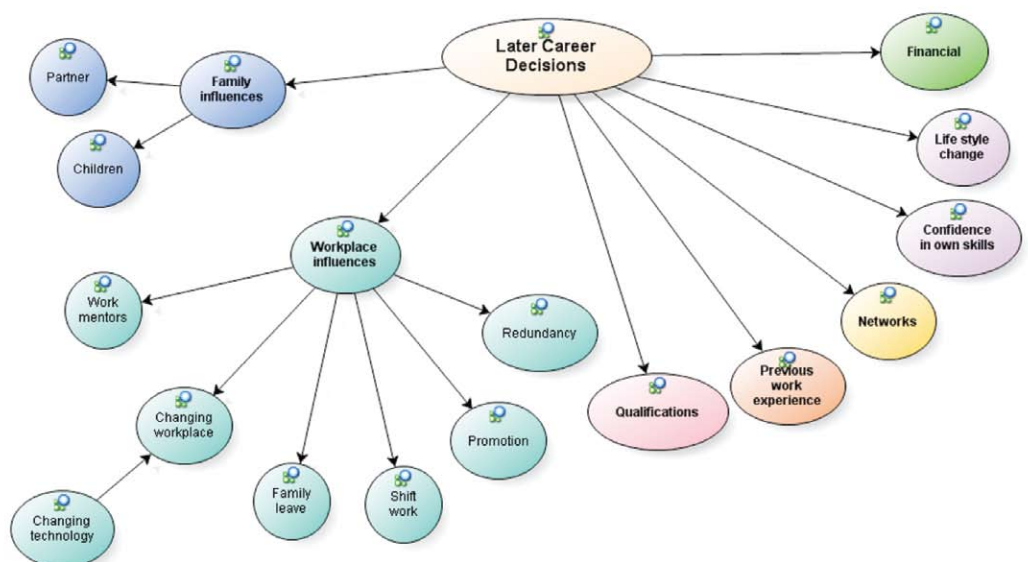 Later Career
Decisions
Financial
Partner
Family
influences
Life style
change
Children
Confidence
in own skills
Workplace
influences
Work
mentors
Redundancy
Networks
Previous
work
experience
Qualifications
Changing
workplace
Promotion
Family
leave
Shift
work
Changing
technology